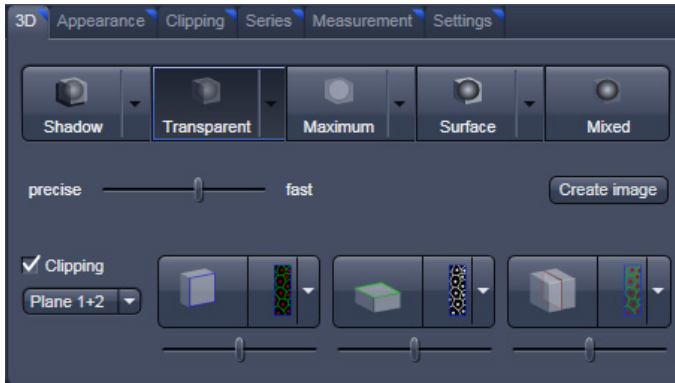 3D Appearance Clipping Series Measurement Settings
Shadow Transparent Maximum Surface Mixed
precise fast Create image
Clipping
Plane 1+2